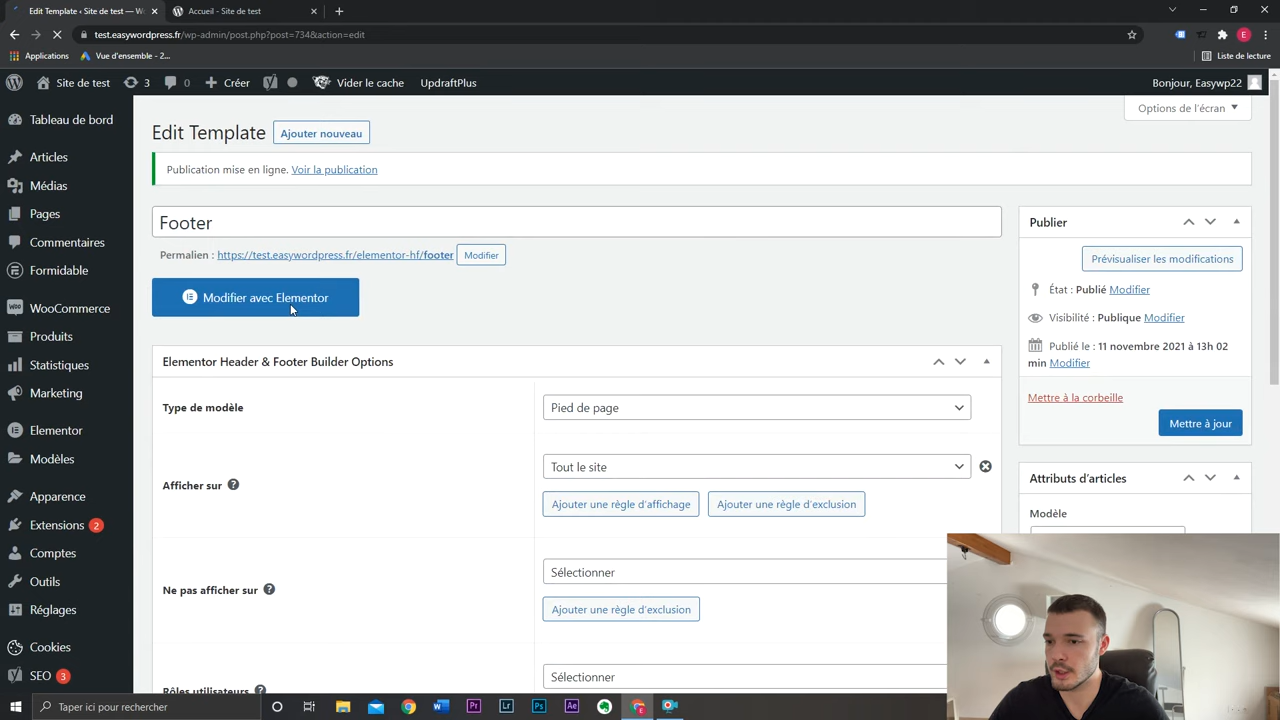 Edit Template ‹ Site de test — W
Accueil - Site de test
test.easywordpress.fr/wp-admin/post.php?post=734&action=edit
E
Applications
Vue d'ensemble - 2...
Liste de lecture
Site de test
3
0
Créer
Vider le cache
UpdraftPlus
Bonjour, Easywp22
Tableau de bord
Articles
Médias
Pages
Commentaires
Formidable
WooCommerce
Produits
Statistiques
Marketing
Elementor
Modèles
Apparence
Extensions 2
Comptes
Outils
Réglages
Cookies
SEO 3
Options de l'écran
Edit Template
Ajouter nouveau
Publication mise en ligne. Voir la publication
Footer
Permalien : https://test.easywordpress.fr/elementor-hf/footer
Modifier
Modifier avec Elementor
Elementor Header & Footer Builder Options
Type de modèle
Pied de page
Afficher sur
Tout le site
Ajouter une règle d'affichage
Ajouter une règle d'exclusion
Ne pas afficher sur
Sélectionner
Ajouter une règle d'exclusion
Rôles utilisateurs
Sélectionner
Publier
Prévisualiser les modifications
État : Publié Modifier
Visibilité : Publique Modifier
Publié le : 11 novembre 2021 à 13h 02
min Modifier
Mettre à la corbeille
Mettre à jour
Attributs d'articles
Modèle
Taper ici pour rechercher
Pr
Lr
Ps
Ae